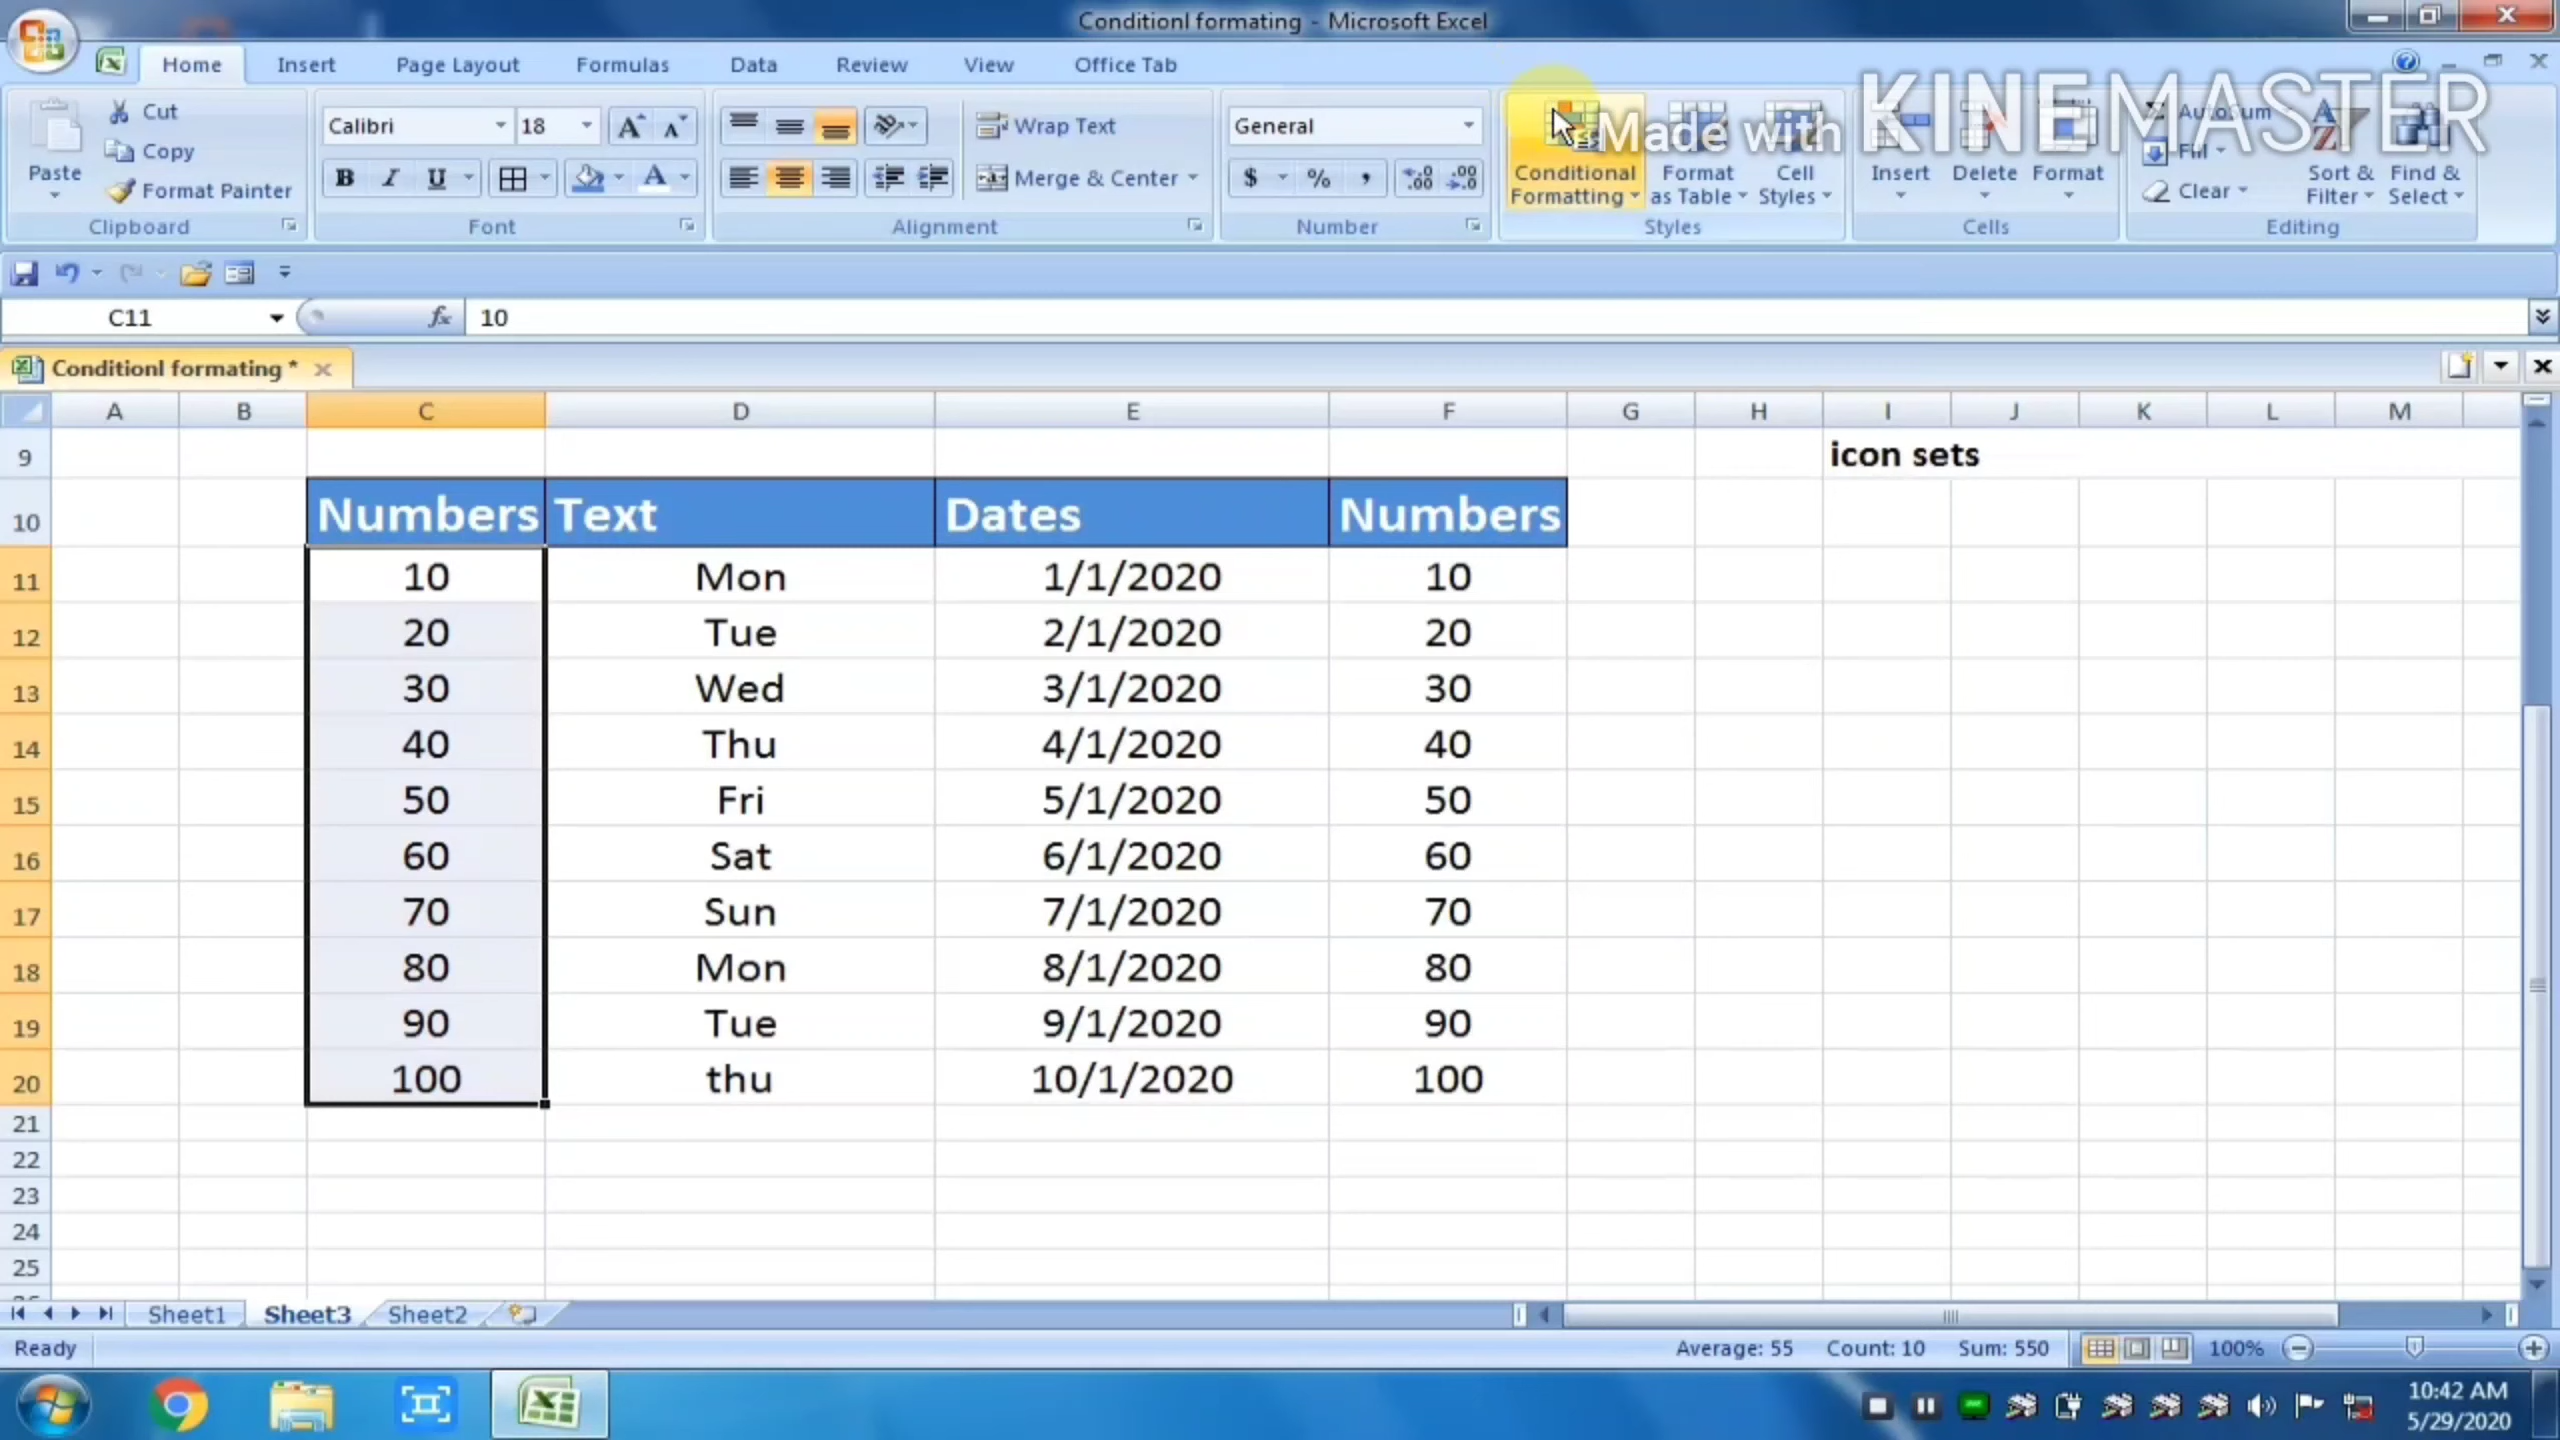 Conditionl formating - Microsoft Excel
Home Insert Page Layout Formulas Data Review View Office Tab
Made with KINEMASTER
Paste Cut Copy Format Painter
Clipboard
Calibri 18
B I U
Font
Wrap Text
Merge & Center
Alignment
General
$ % ,
Number
Conditional Formatting Format as Table Cell Styles
Styles
Insert Delete Format
Cells
AutoSum
Fill
Clear
Sort & Filter Find & Select
Editing
C11 fx 10
Conditionl formating *
A B C D E F G H I J K L M
9 icon sets
10 Numbers Text Dates Numbers
11 10 Mon 1/1/2020 10
12 20 Tue 2/1/2020 20
13 30 Wed 3/1/2020 30
14 40 Thu 4/1/2020 40
15 50 Fri 5/1/2020 50
16 60 Sat 6/1/2020 60
17 70 Sun 7/1/2020 70
18 80 Mon 8/1/2020 80
19 90 Tue 9/1/2020 90
20 100 thu 10/1/2020 100
21
22
23
24
25
Sheet1 Sheet3 Sheet2
Ready Average: 55 Count: 10 Sum: 550 100%
10:42 AM
5/29/2020